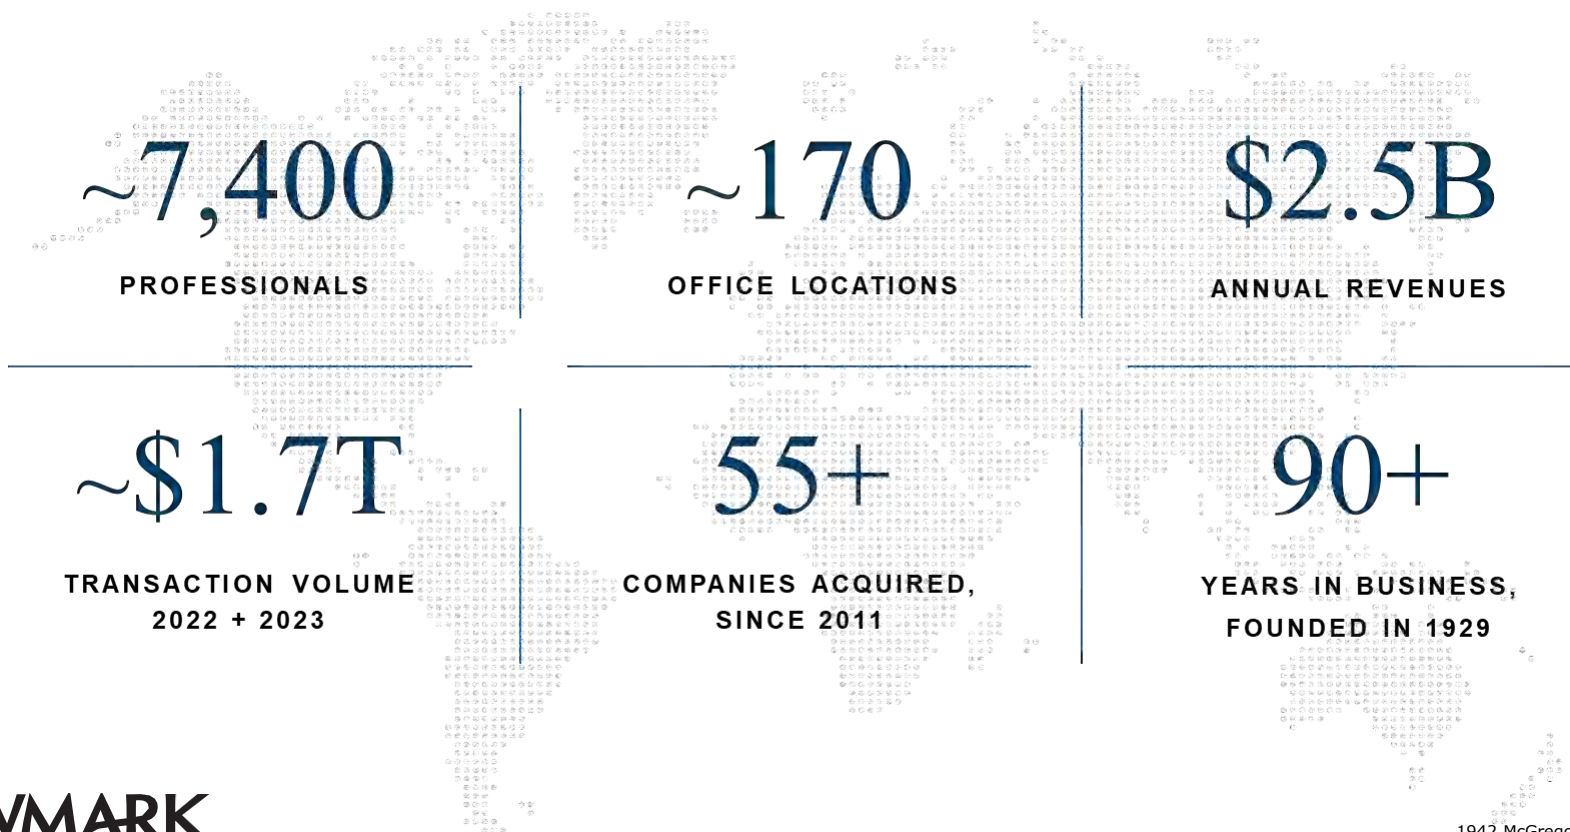 ~7,400
PROFESSIONALS
~170
OFFICE LOCATIONS
$2.5B
ANNUAL REVENUES
~$1.7T
TRANSACTION VOLUME
2022 + 2023
55+
COMPANIES ACQUIRED,
SINCE 2011
90+
YEARS IN BUSINESS,
FOUNDED IN 1929
1942